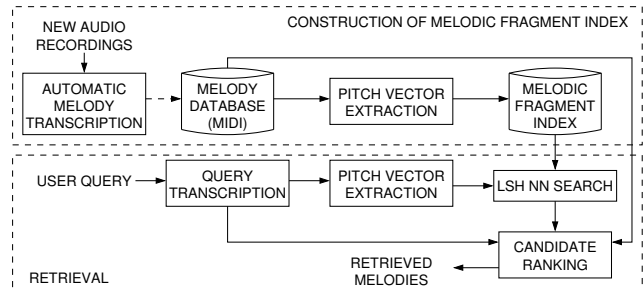 CONSTRUCTION OF MELODIC FRAGMENT INDEX
NEW AUDIO
RECORDINGS
AUTOMATIC
MELODY
TRANSCRIPTION
MELODY
DATABASE
(MIDI)
PITCH VECTOR
EXTRACTION
MELODIC
FRAGMENT
INDEX
USER QUERY
QUERY
TRANSCRIPTION
PITCH VECTOR
EXTRACTION
LSH NN SEARCH
CANDIDATE
RANKING
RETRIEVED
MELODIES
RETRIEVAL